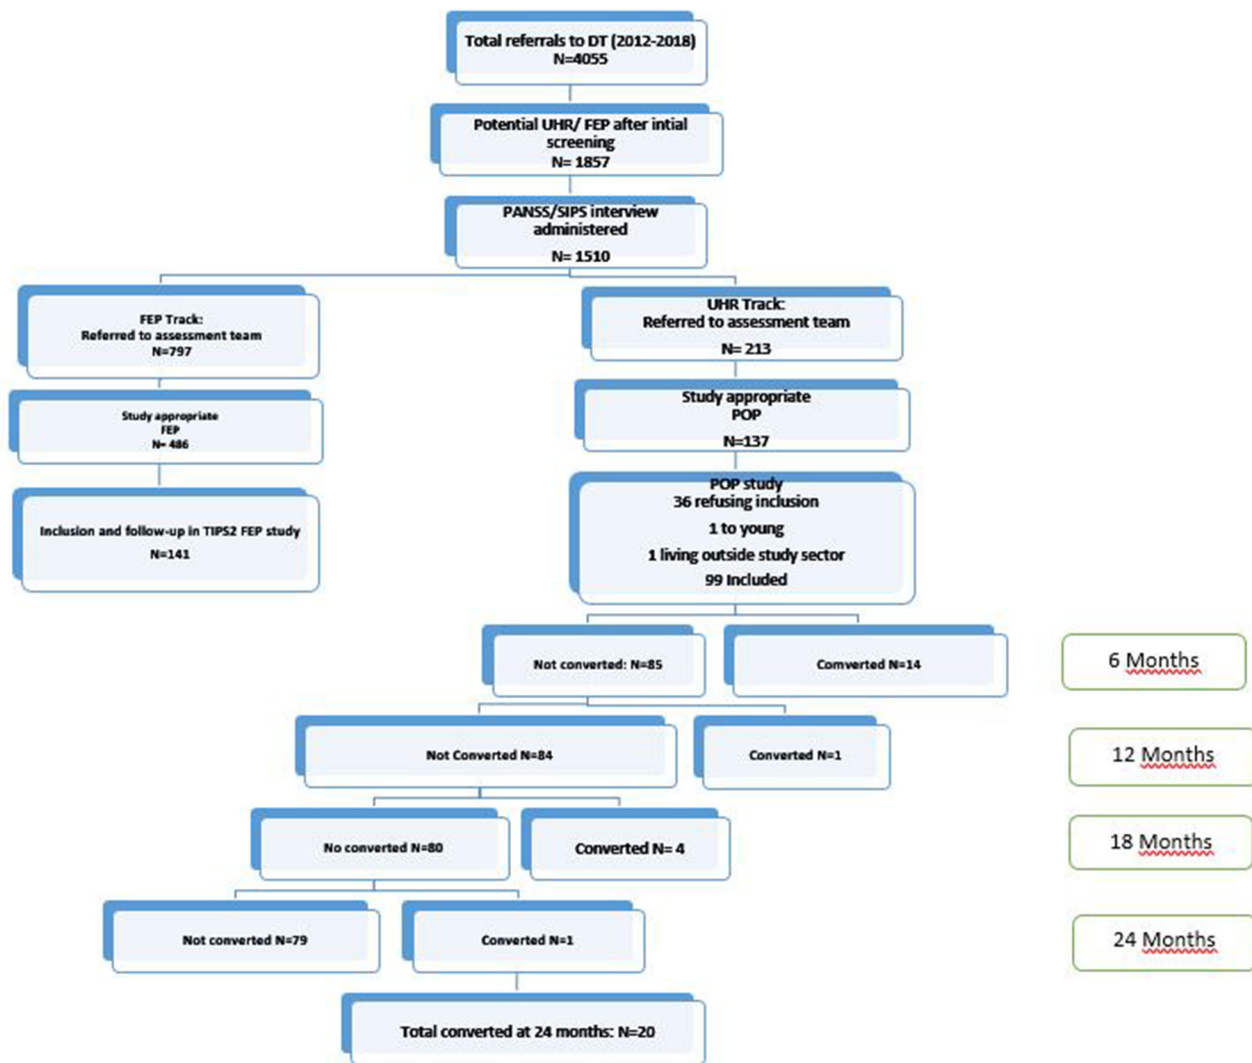 Total referrals to DT (2012-2018)
N=4055
Potential UHR/ FEP after intial
screening
N= 1857
PANSS/SIPS interview
administered
N= 1510
FEP Track:
Referred to assessment team
N=797
UHR Track:
Referred to assessment team
N= 213
Study appropriate
FEP
N= 486
Study appropriate
POP
N=137
Inclusion and follow-up in TIPS2 FEP study
N=141
POP study
36 refusing inclusion
1 to young
1 living outside study sector
99 Included
Not converted: N=85
Comverted N=14
6 Months
Not Converted N=84
Converted N=1
12 Months
No converted N=80
Converted N= 4
18 Months
Not converted N=79
Converted N=1
24 Months
Total converted at 24 months: N=20